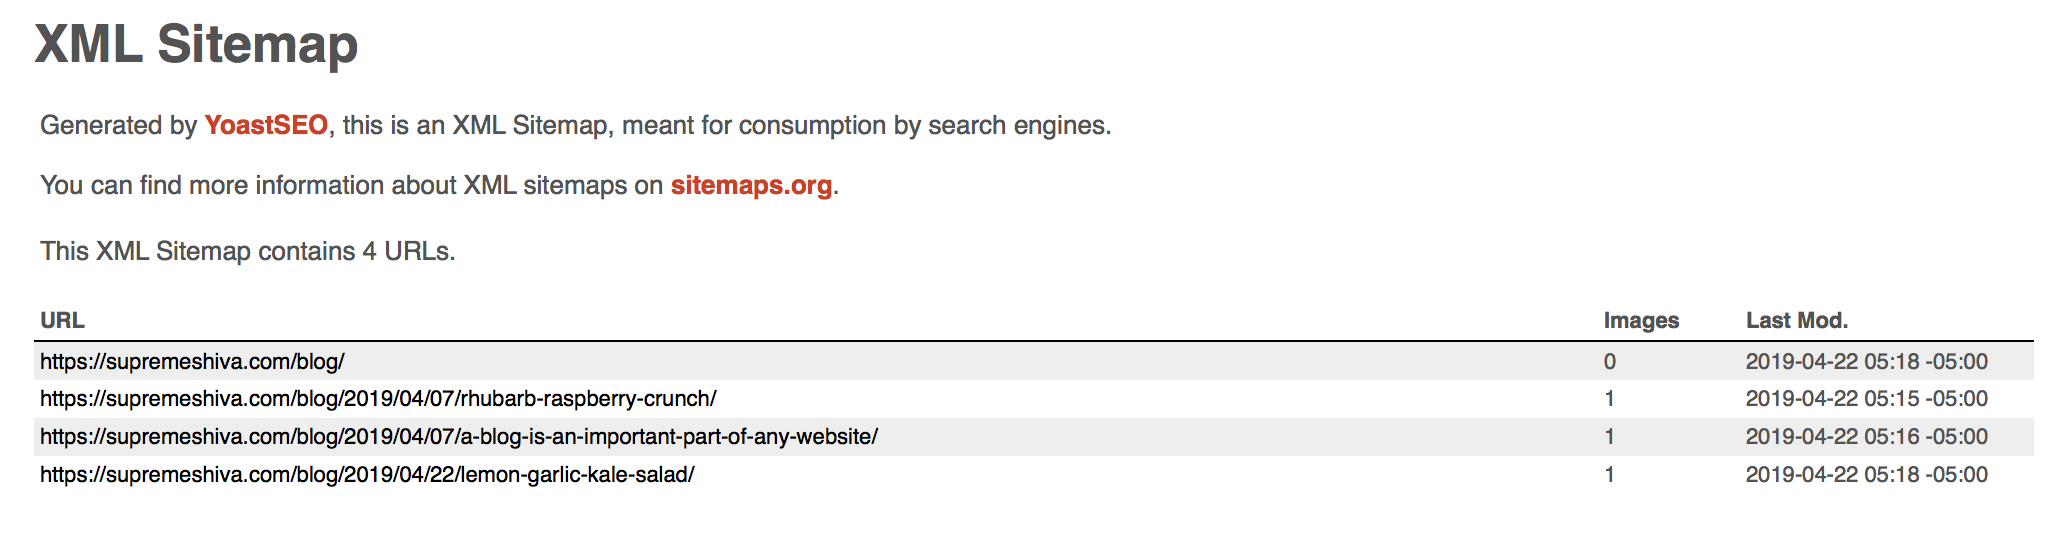 XML Sitemap
Generated by YoastSEO, this is an XML Sitemap, meant for consumption by search engines.
You can find more information about XML sitemaps on sitemaps.org.
This XML Sitemap contains 4 URLs.
URL Images Last Mod.
https://supremeshiva.com/blog/ 0 2019-04-22 05:18 -05:00
https://supremeshiva.com/blog/2019/04/07/rhubarb-raspberry-crunch/ 1 2019-04-22 05:15 -05:00
https://supremeshiva.com/blog/2019/04/07/a-blog-is-an-important-part-of-any-website/ 1 2019-04-22 05:16 -05:00
https://supremeshiva.com/blog/2019/04/22/lemon-garlic-kale-salad/ 1 2019-04-22 05:18 -05:00